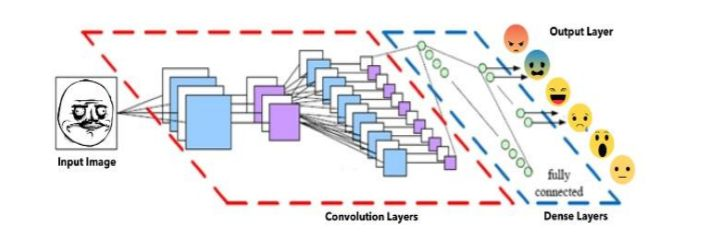 Output Layer
Input Image
fully
connected
Convolution Layers
Dense Layers